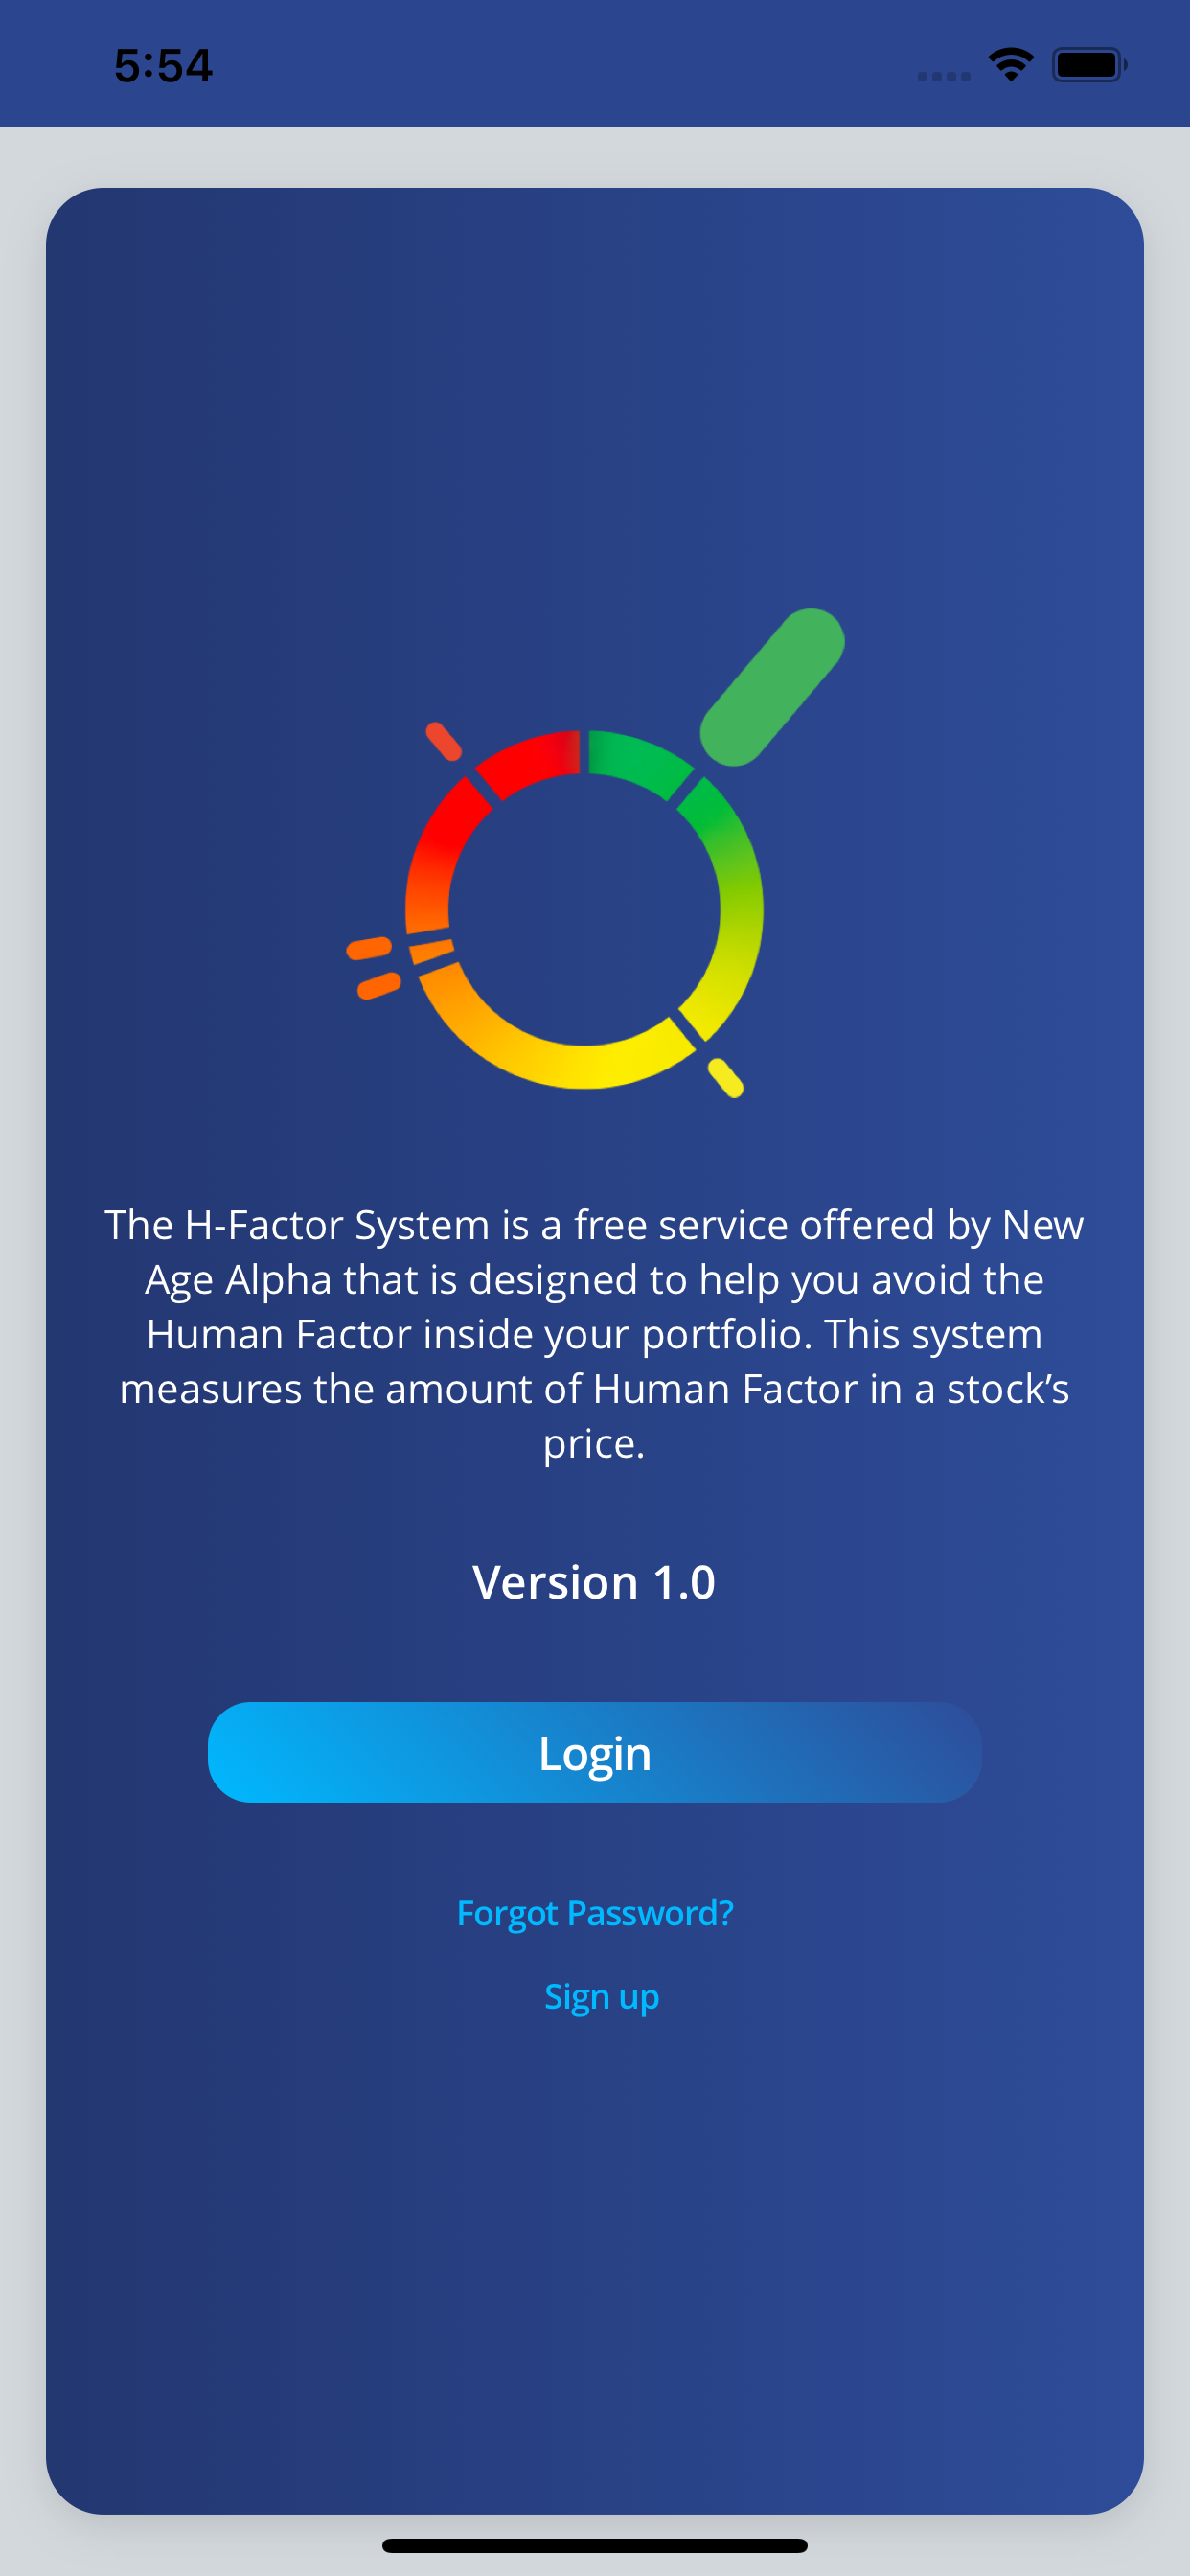 5:54
The H-Factor System is a free service offered by New
Age Alpha that is designed to help you avoid the
Human Factor inside your portfolio. This system
measures the amount of Human Factor in a stock’s
price.
Version 1.0
Login
Forgot Password?
Sign up